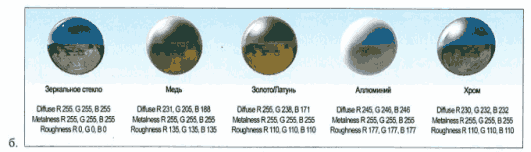 Зеркальное стекло
Diffuse R 255, G 255, B 255
Metalness R 255, G 255, B 255
Roughness R 0, G 0, B 0
Медь
Diffuse R 231, G 205, B 188
Metalness R 255, G 255, B 255
Roughness R 135, G 135, B 135
Золото/Латунь
Diffuse R 255, G 238, B 171
Metalness R 255, G 255, B 255
Roughness R 110, G 110, B 110
Аллюминий
Diffuse R 245, G 246, B 246
Metalness R 255, G 255, B 255
Roughness R 177, G 177, B 177
Хром
Diffuse R 230, G 232, B 232
Metalness R 255, G 255, B 255
Roughness R 110, G 110, B 110
б.